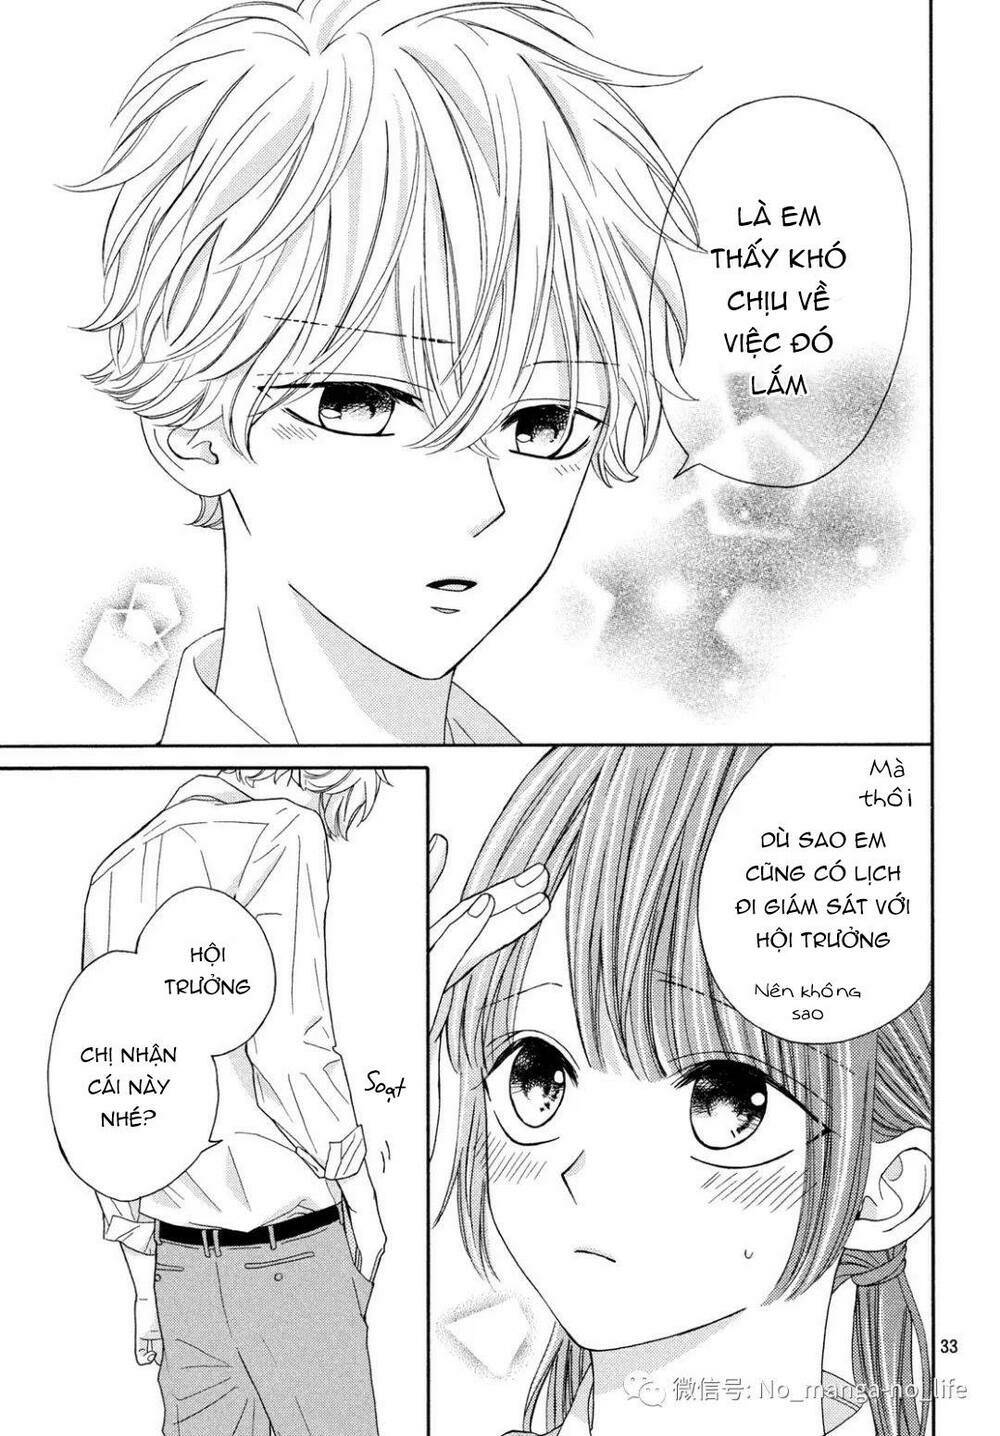 LÀ EM
THẤY KHÓ
CHỊU VỀ
VIỆC ĐÓ
LẮM
Mà
thôi
DÙ SAO EM
CŨNG CÓ LỊCH
ĐI GIÁM SÁT VỚI
HỘI TRƯỞNG
Nên không
sao
HỘI
TRƯỞNG
CHỊ NHẬN
CÁI NÀY
NHÉ?
Soạt
33
微信号: No_manga-no_life